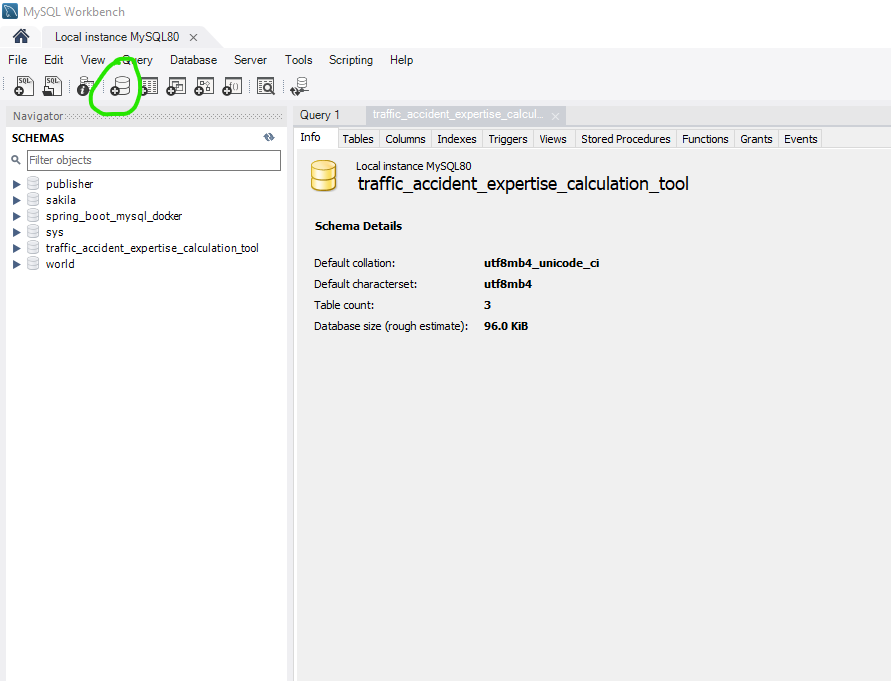 MySQL Workbench
Local instance MySQL80
File Edit View Query Database Server Tools Scripting Help
SQL SQL
Navigator
Query 1 traffic_accident_expertise_calcul...
SCHEMAS
Info Tables Columns Indexes Triggers Views Stored Procedures Functions Grants Events
Filter objects
Local instance MySQL80
traffic_accident_expertise_calculation_tool
publisher
sakila
spring_boot_mysql_docker
sys
traffic_accident_expertise_calculation_tool
world
Schema Details
Default collation: utf8mb4_unicode_ci
Default characterset: utf8mb4
Table count: 3
Database size (rough estimate): 96.0 KiB